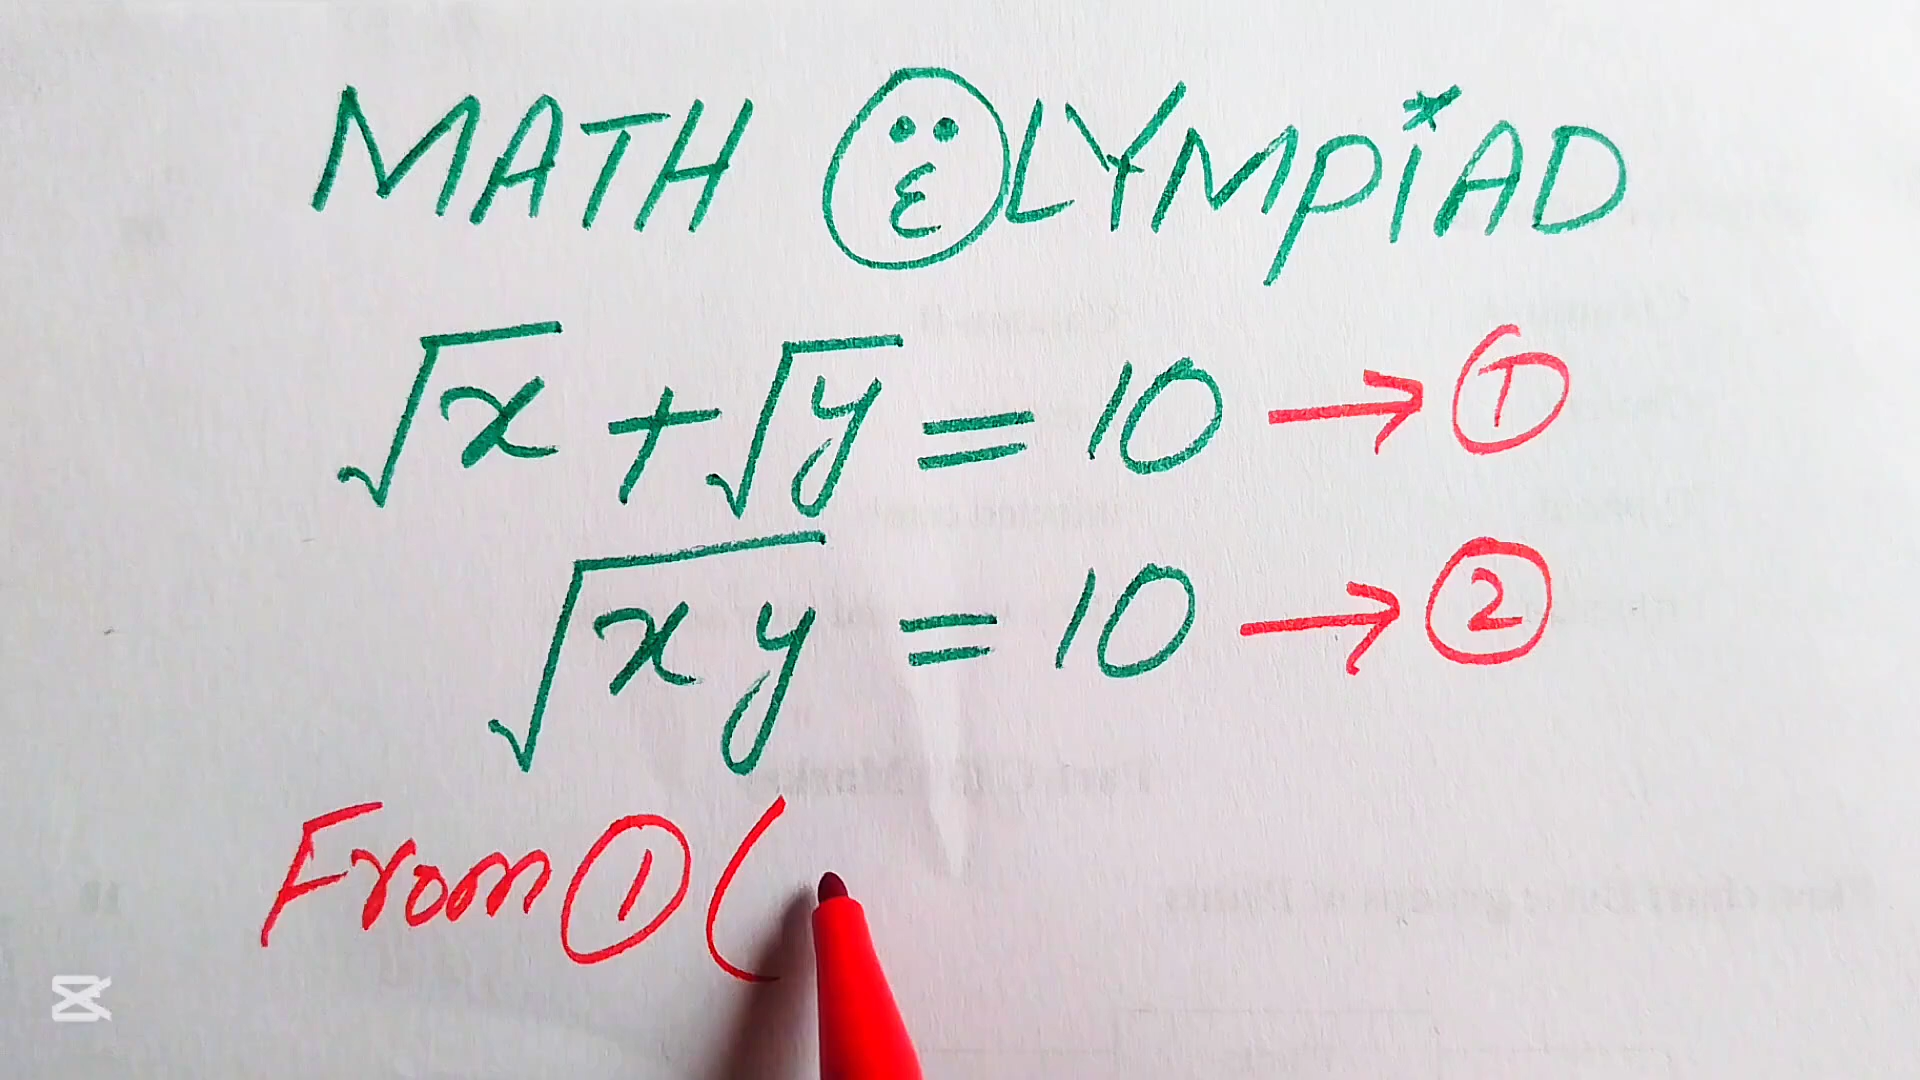 MATH OLYMPiAD
√x + √y = 10 → ①
√xy = 10 → ②
From ① (